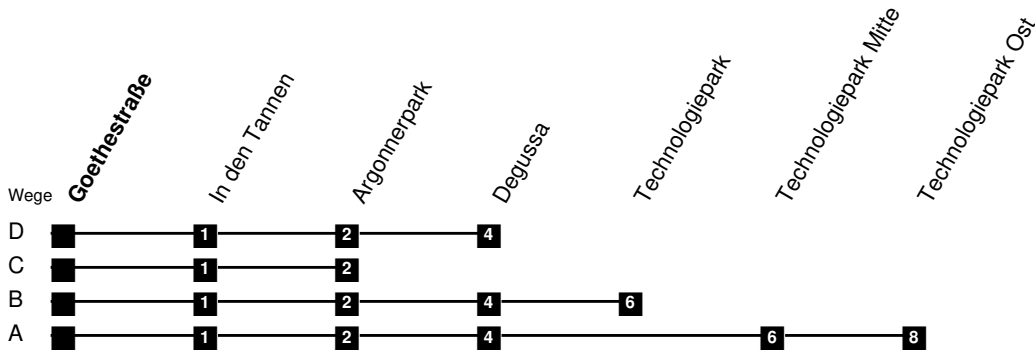 Goethestraße
In den Tannen
Argonnerpark
Degussa
Technologiepark
Technologiepark Mitte
Technologiepark Ost
Wege
D 1 2 4
C 1 2
B 1 2 4 6
A 1 2 4 6 8